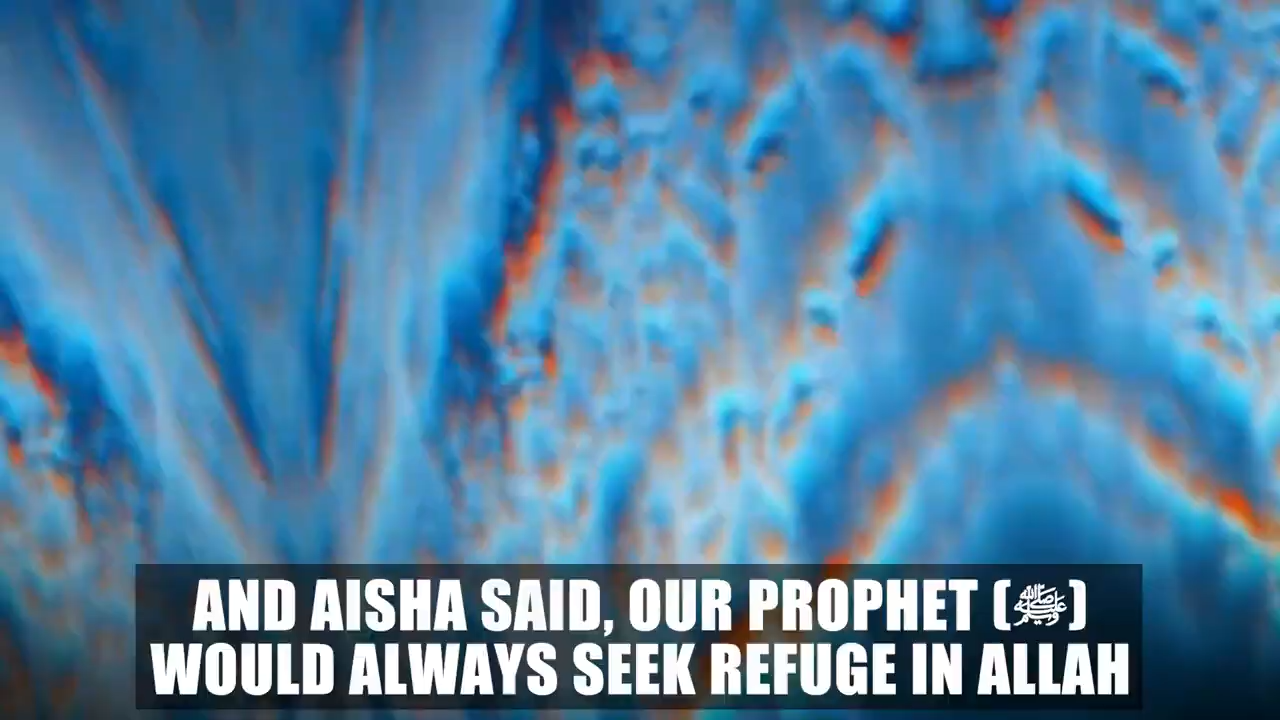 AND AISHA SAID, OUR PROPHET (ﷺ)
WOULD ALWAYS SEEK REFUGE IN ALLAH